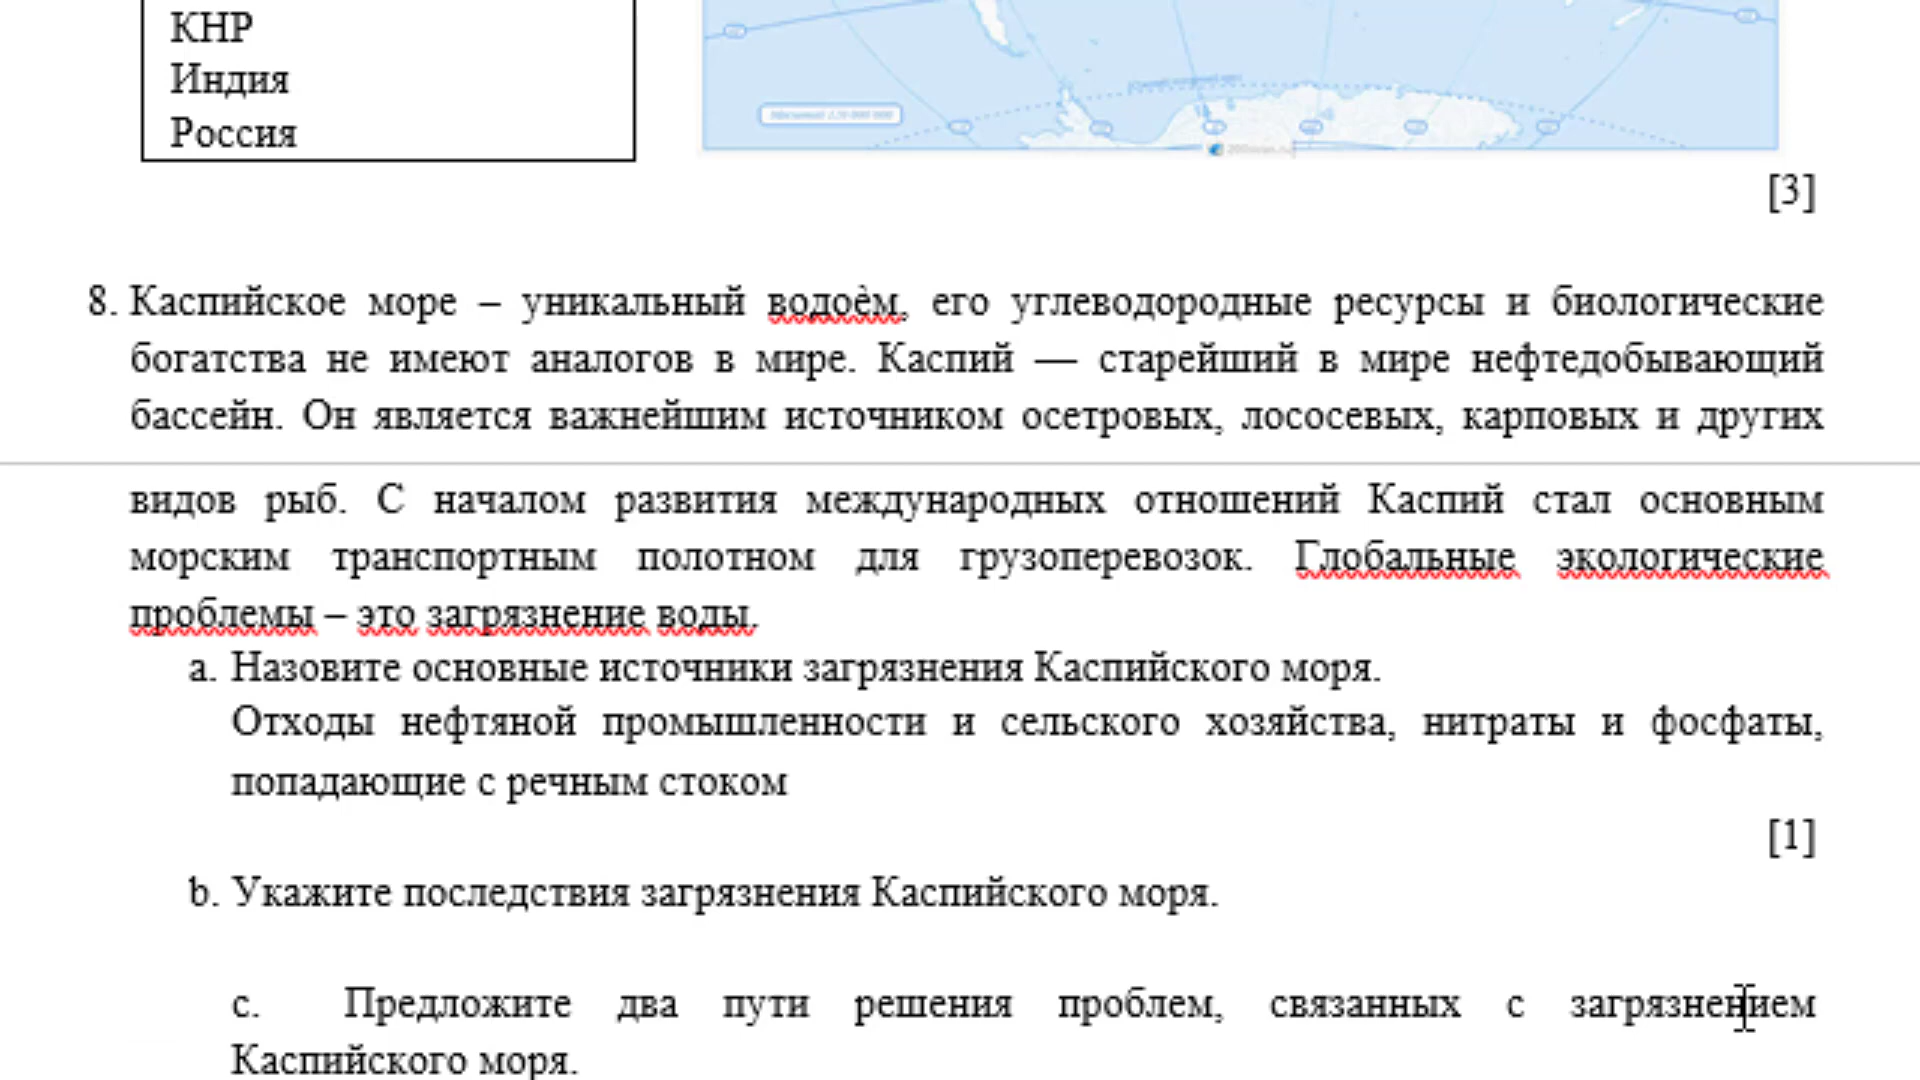 КНР
Индия
Россия
[3]
8. Каспийское море – уникальный водоѐм, его углеводородные ресурсы и биологические
богатства не имеют аналогов в мире. Каспий — старейший в мире нефтедобывающий
бассейн. Он является важнейшим источником осетровых, лососевых, карповых и других
видов рыб. С началом развития международных отношений Каспий стал основным
морским транспортным полотном для грузоперевозок. Глобальные экологические
проблемы – это загрязнение воды.
a. Назовите основные источники загрязнения Каспийского моря.
Отходы нефтяной промышленности и сельского хозяйства, нитраты и фосфаты,
попадающие с речным стоком
[1]
b. Укажите последствия загрязнения Каспийского моря.
c. Предложите два пути решения проблем, связанных с загрязнением
Каспийского моря.